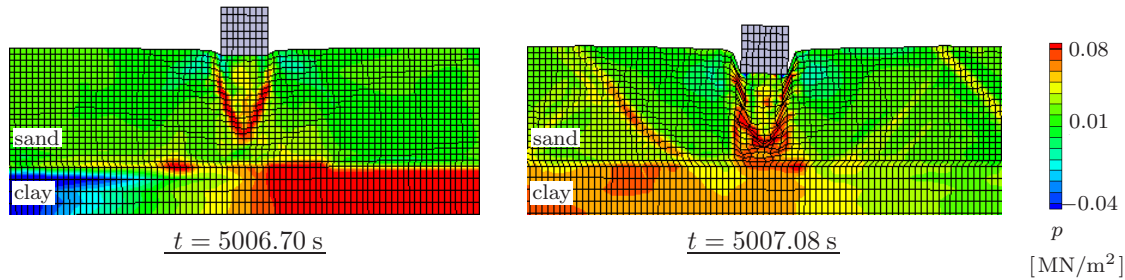 sand
clay
t = 5006.70 s
sand
clay
t = 5007.08 s
0.08
0.01
−0.04
p
[MN/m²]